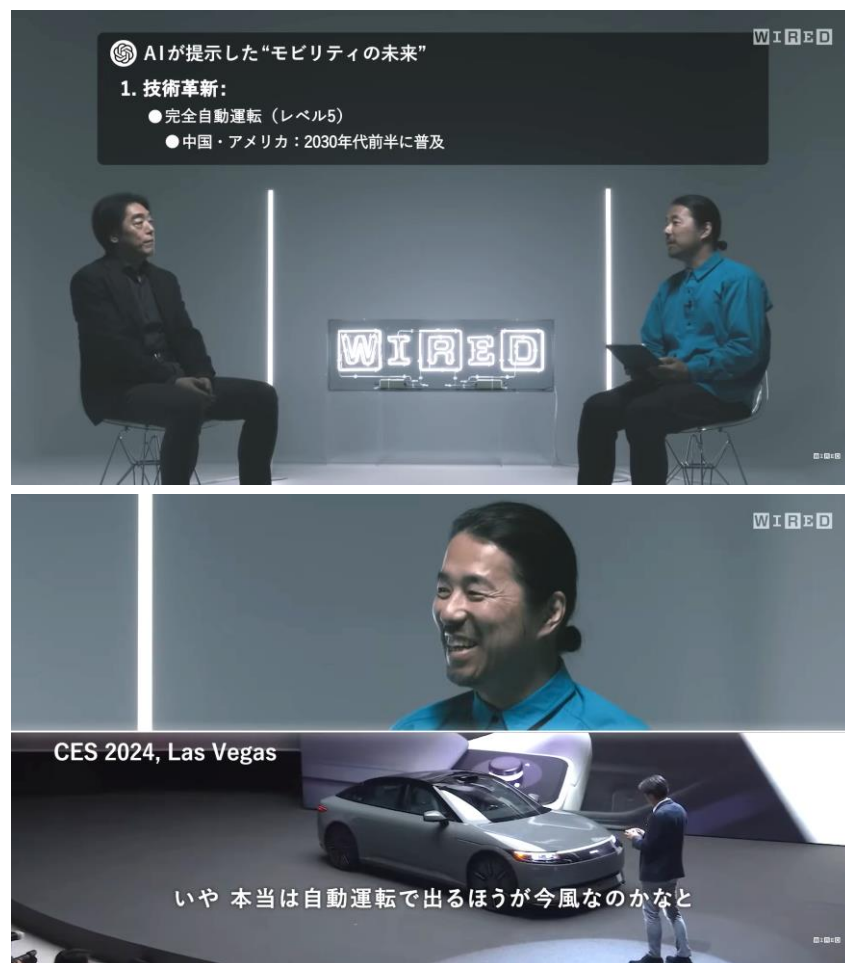 WIRED
AIが提示した“モビリティの未来”
1. 技術革新:
●完全自動運転（レベル5）
●中国・アメリカ：2030年代前半に普及
WIRED
WIRED
WIRED
CES 2024, Las Vegas
いや 本当は自動運転で出るほうが今風なのかなと
WIRED